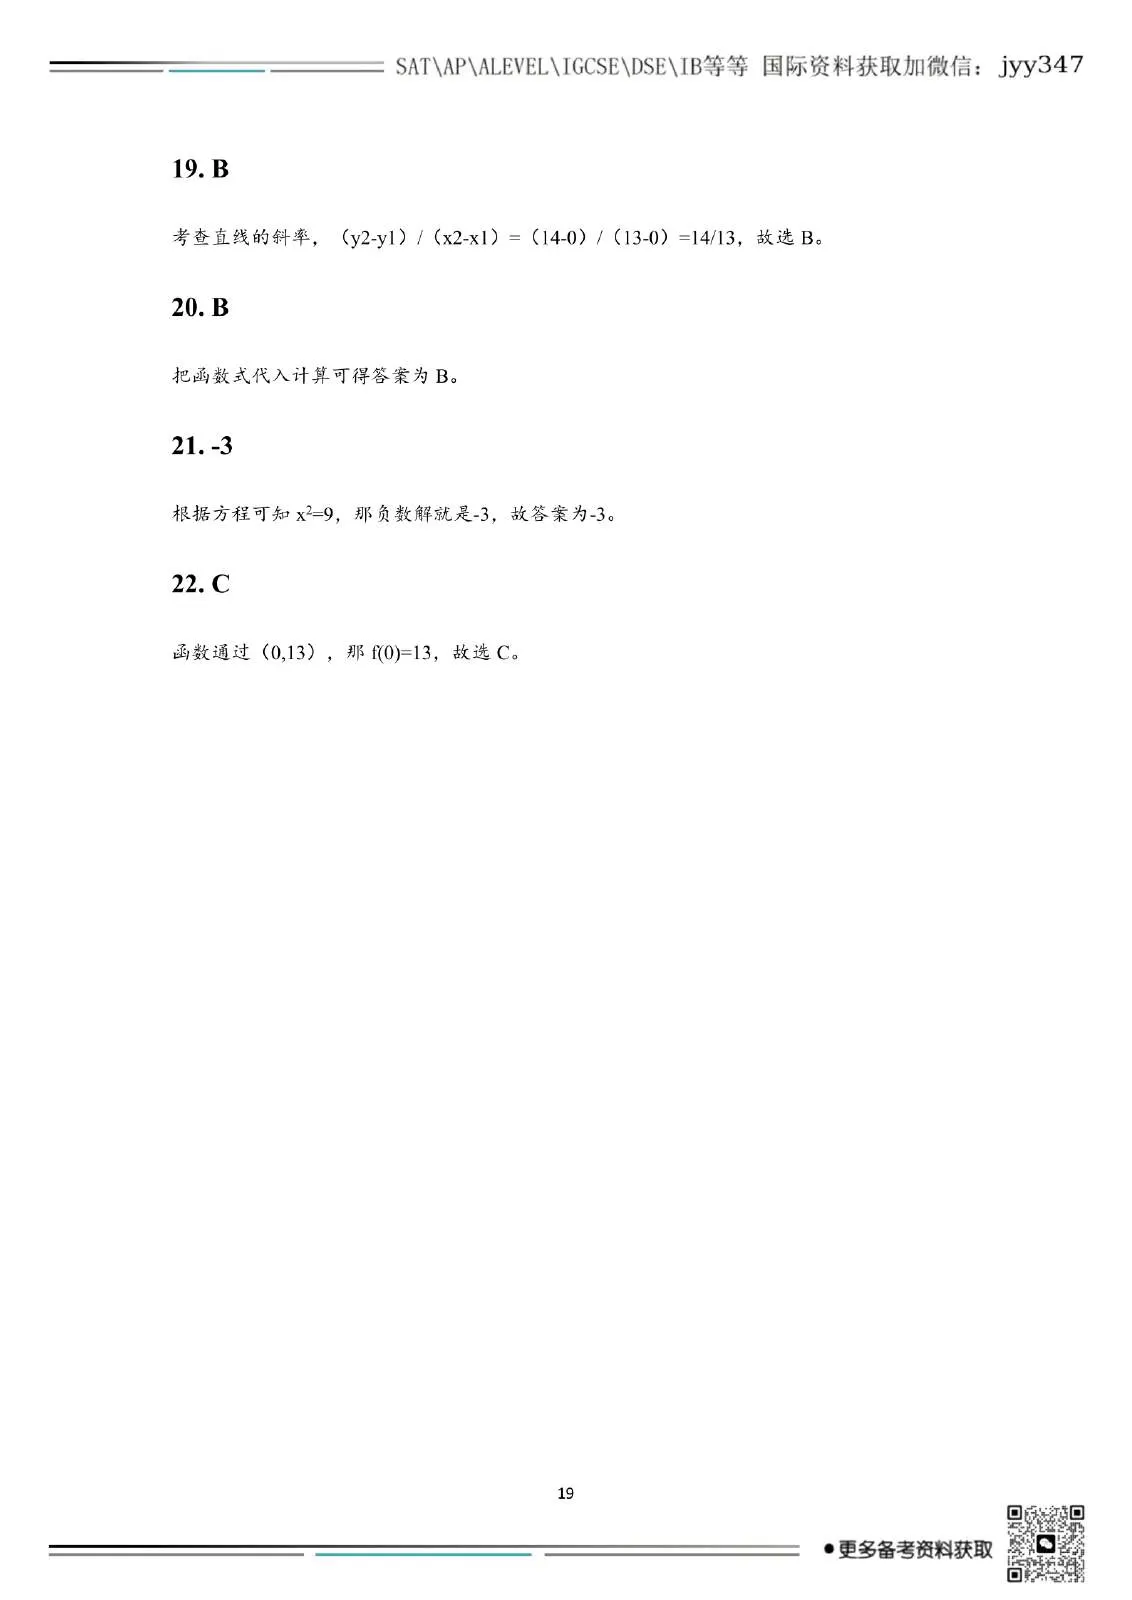 SAT\AP\ALEVEL\IGCSE\DSE\IB等等 国际资料获取加微信：jyy347
19. B
考查直线的斜率，（y2-y1）/（x2-x1）=（14-0）/（13-0）=14/13，故选 B。
20. B
把函数式代入计算可得答案为 B。
21. -3
根据方程可知 x²=9，那负数解就是-3，故答案为-3。
22. C
函数通过（0,13），那 f(0)=13，故选 C。
19
●更多备考资料获取